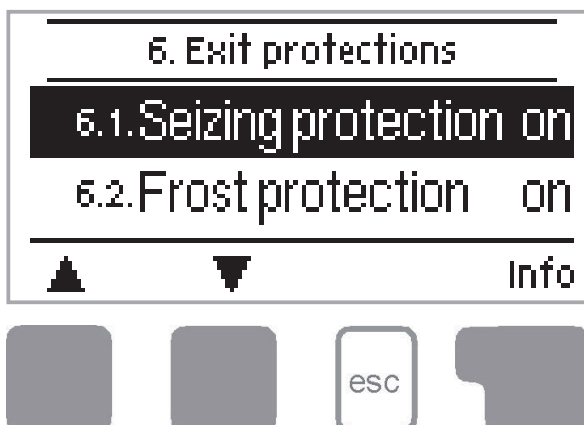 6. Exit protections
6.1. Seizing protection on
6.2. Frost protection on
▲ ▼ Info
esc